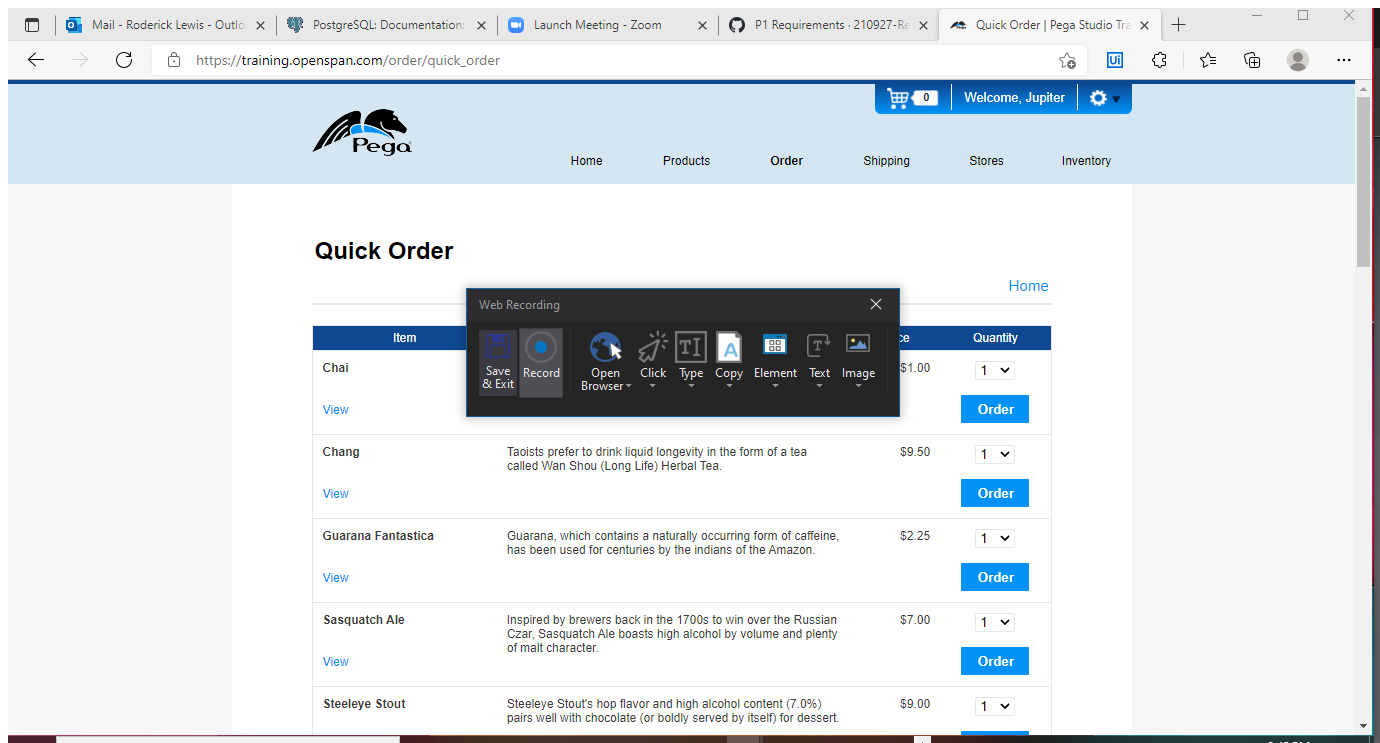 Mail - Roderick Lewis - Outlo
PostgreSQL: Documentation:
Launch Meeting - Zoom
P1 Requirements · 210927-Re
Quick Order | Pega Studio Tra
https://training.openspan.com/order/quick_order
Ui
0
Welcome, Jupiter
Pega
Home
Products
Order
Shipping
Stores
Inventory
Quick Order
Home
Web Recording
Save
& Exit
Record
Open
Browser
Click
Type
Copy
Element
Text
Image
Item
ce
Quantity
Chai
$1.00
1
View
Order
Chang
Taoists prefer to drink liquid longevity in the form of a tea
called Wan Shou (Long Life) Herbal Tea.
$9.50
1
View
Order
Guarana Fantastica
Guarana, which contains a naturally occurring form of caffeine,
has been used for centuries by the indians of the Amazon.
$2.25
1
View
Order
Sasquatch Ale
Inspired by brewers back in the 1700s to win over the Russian
Czar, Sasquatch Ale boasts high alcohol by volume and plenty
of malt character.
$7.00
1
View
Order
Steeleye Stout
Steeleye Stout's hop flavor and high alcohol content (7.0%)
pairs well with chocolate (or boldly served by itself) for dessert.
$9.00
1